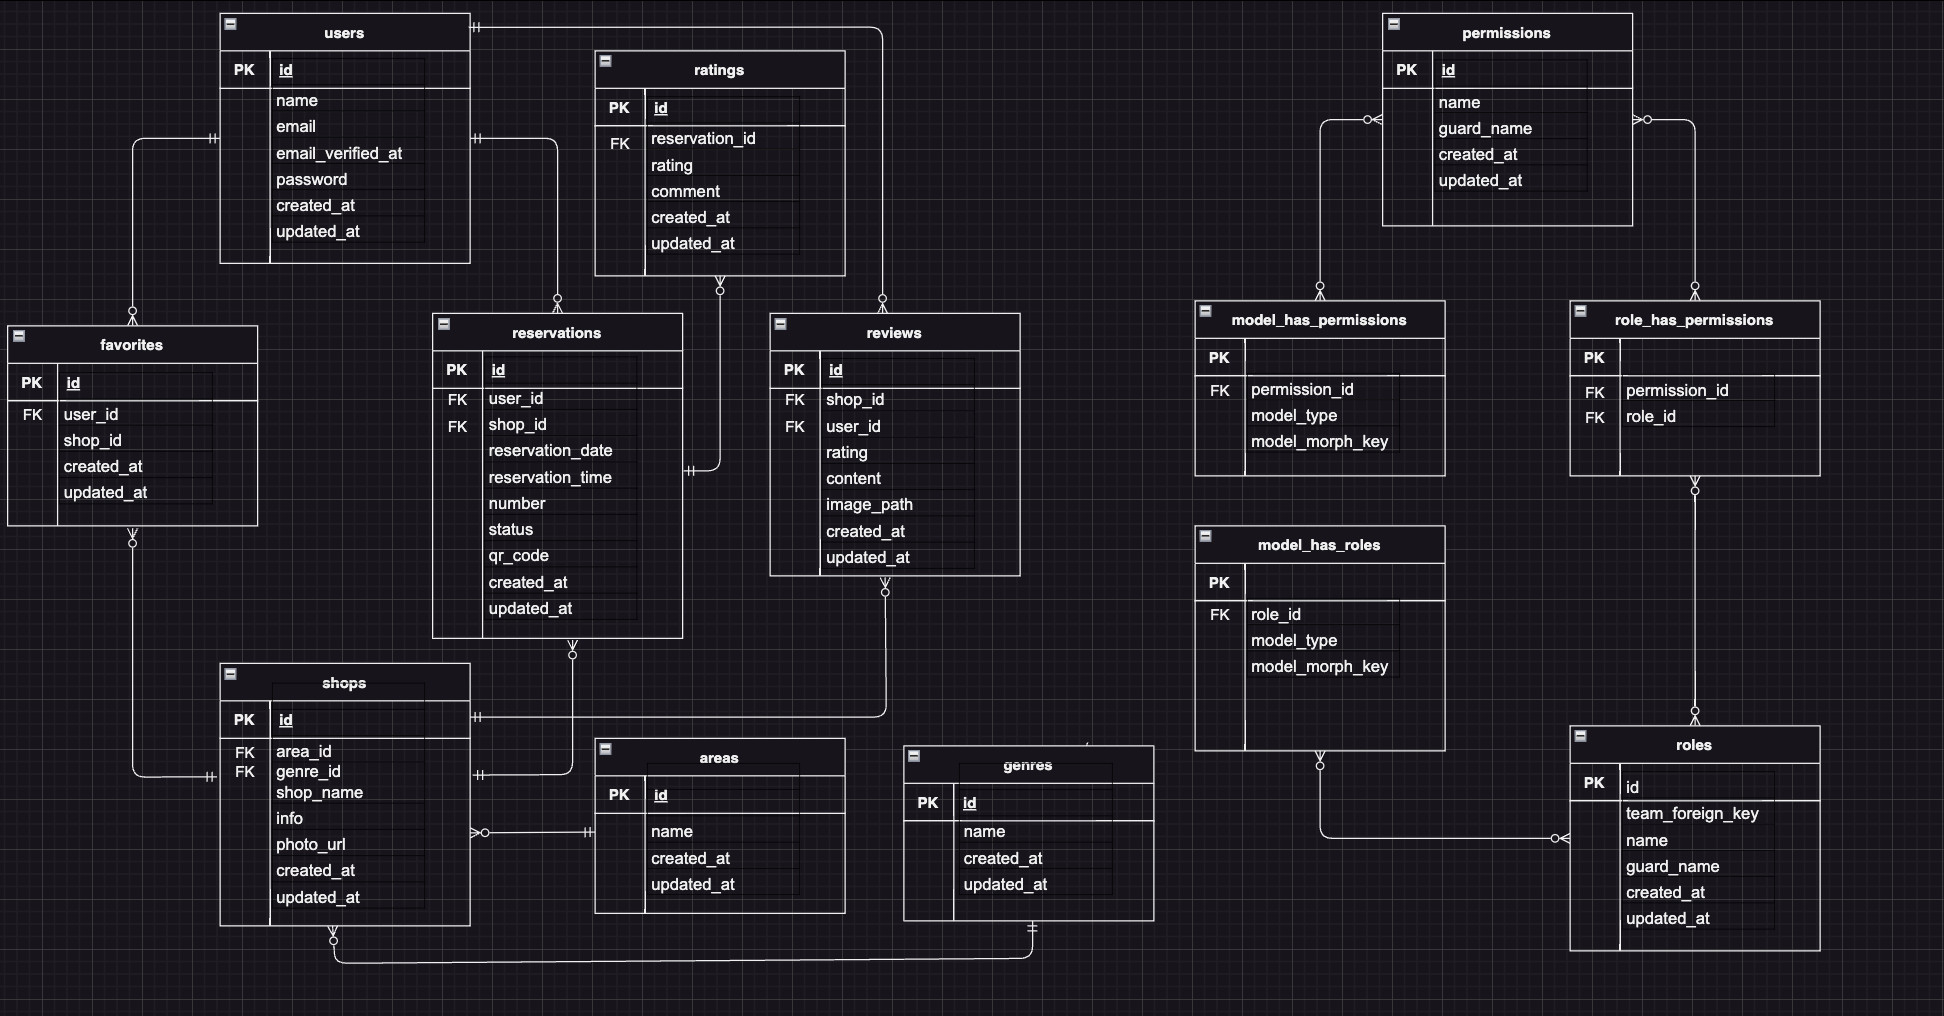 users
PK id
name
email
email_verified_at
password
created_at
updated_at
ratings
PK id
FK reservation_id
rating
comment
created_at
updated_at
permissions
PK id
name
guard_name
created_at
updated_at
favorites
PK id
FK user_id
shop_id
created_at
updated_at
reservations
PK id
FK user_id
FK shop_id
reservation_date
reservation_time
number
status
qr_code
created_at
updated_at
reviews
PK id
FK shop_id
FK user_id
rating
content
image_path
created_at
updated_at
model_has_permissions
PK
FK permission_id
model_type
model_morph_key
role_has_permissions
PK
FK permission_id
FK role_id
model_has_roles
PK
FK role_id
model_type
model_morph_key
shops
PK id
FK area_id
FK genre_id
shop_name
info
photo_url
created_at
updated_at
areas
PK id
name
created_at
updated_at
genres
PK id
name
created_at
updated_at
roles
PK id
team_foreign_key
name
guard_name
created_at
updated_at